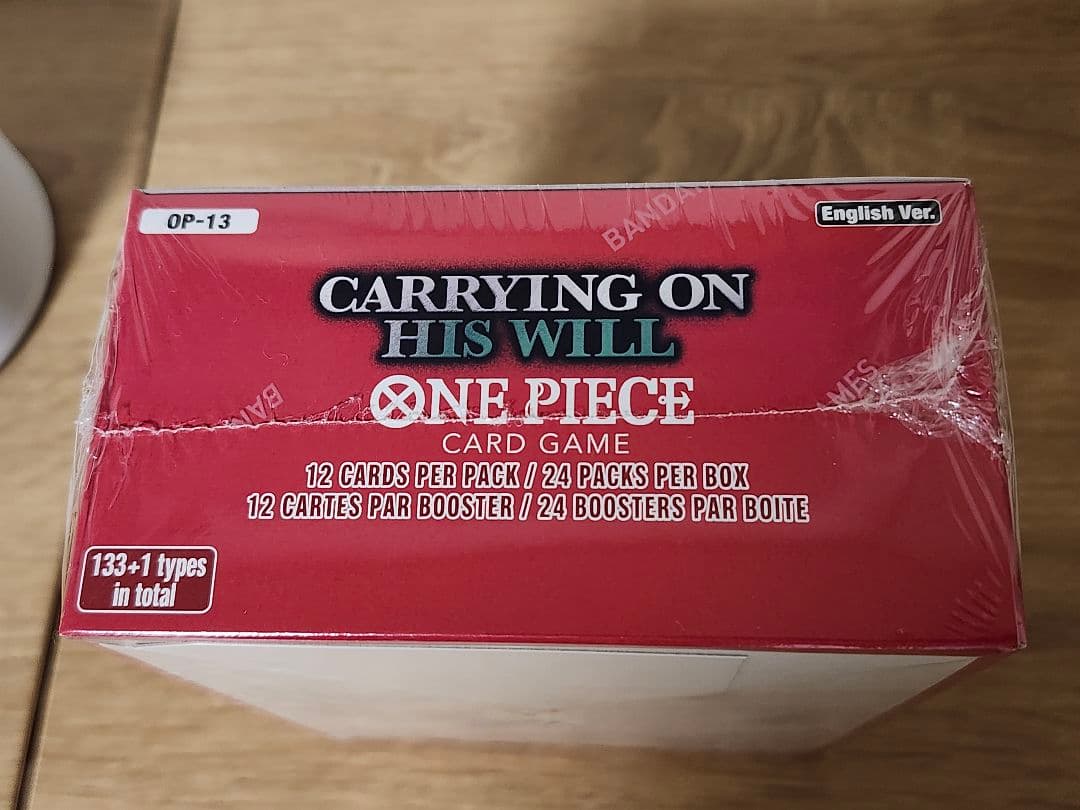 OP-13
English Ver.
BANDAI
CARRYING ON
HIS WILL
ONE PIECE
CARD GAME
12 CARDS PER PACK / 24 PACKS PER BOX
12 CARTES PAR BOOSTER / 24 BOOSTERS PAR BOITE
133+1 types
in total